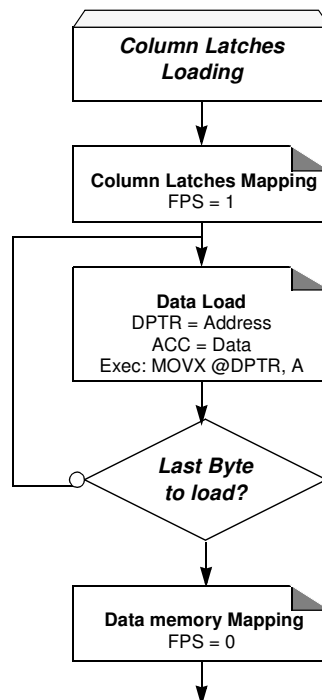 Column Latches
Loading
Column Latches Mapping
FPS = 1
Data Load
DPTR = Address
ACC = Data
Exec: MOVX @DPTR, A
Last Byte
to load?
Data memory Mapping
FPS = 0